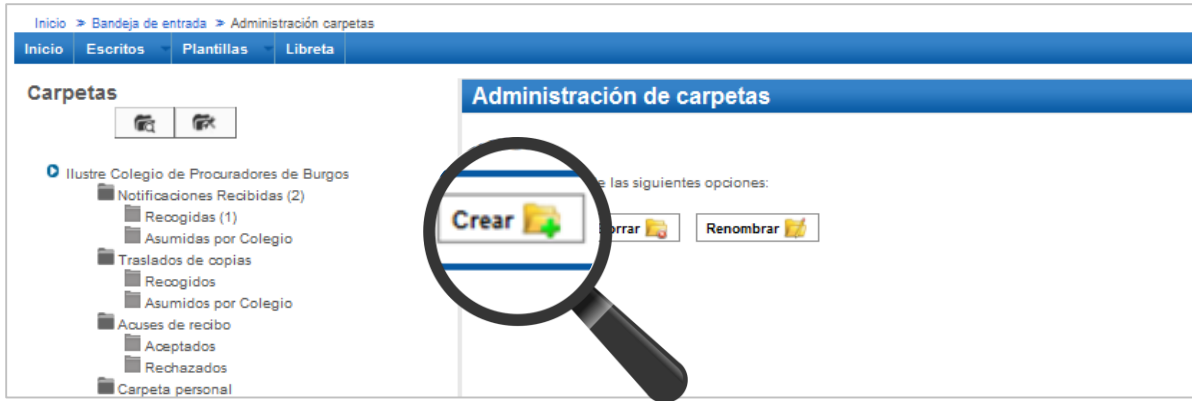 Inicio > Bandeja de entrada > Administración carpetas
Inicio Escritos Plantillas Libreta
Carpetas
Administración de carpetas
Ilustre Colegio de Procuradores de Burgos
Notificaciones Recibidas (2)
Recogidas (1)
Asumidas por Colegio
Traslados de copias
Recogidos
Asumidos por Colegio
Acuses de recibo
Aceptados
Rechazados
Carpeta personal
las siguientes opciones:
Crear
Renombrar